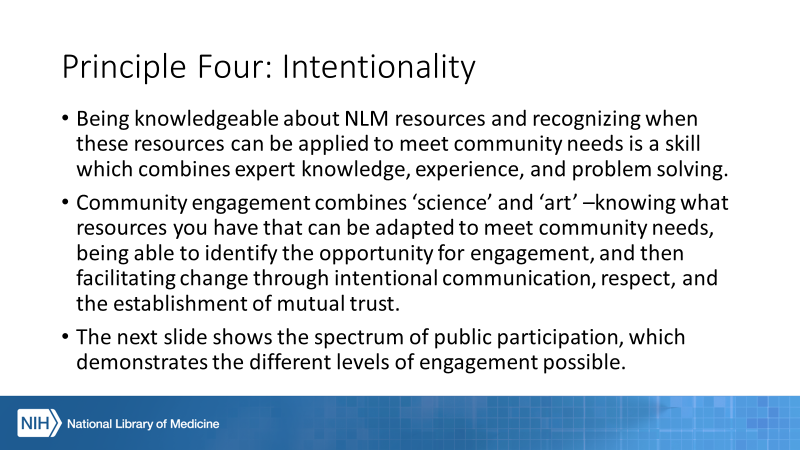 Principle Four: Intentionality
• Being knowledgeable about NLM resources and recognizing when
these resources can be applied to meet community needs is a skill
which combines expert knowledge, experience, and problem solving.
• Community engagement combines ‘science’ and ‘art’ –knowing what
resources you have that can be adapted to meet community needs,
being able to identify the opportunity for engagement, and then
facilitating change through intentional communication, respect, and
the establishment of mutual trust.
• The next slide shows the spectrum of public participation, which
demonstrates the different levels of engagement possible.
NIH National Library of Medicine